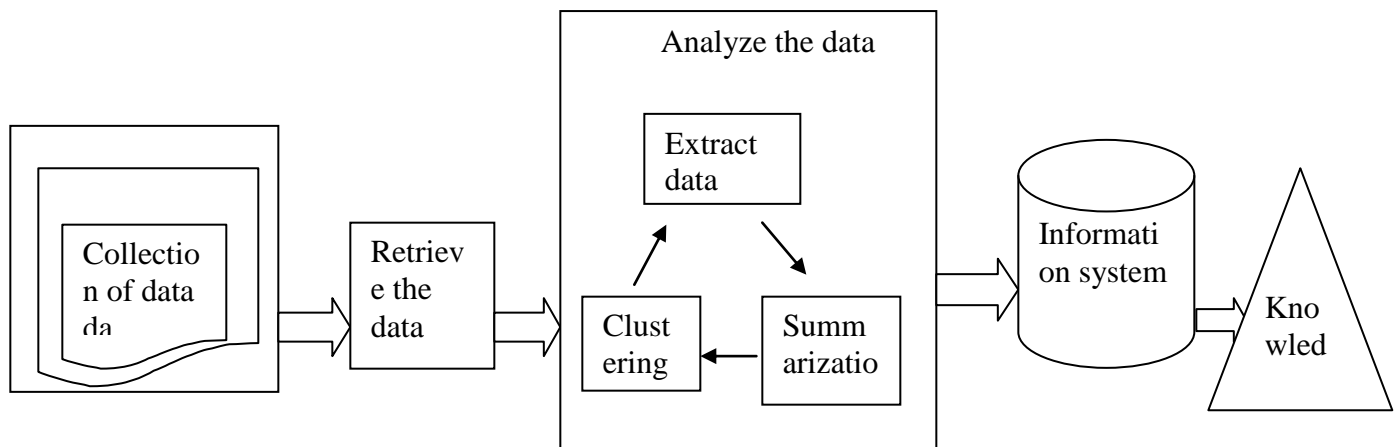 Collectio
n of data
da
Retriev
e the
data
Analyze the data
Extract
data
Clust
ering
Summ
arizatio
Informati
on system
Kno
wled